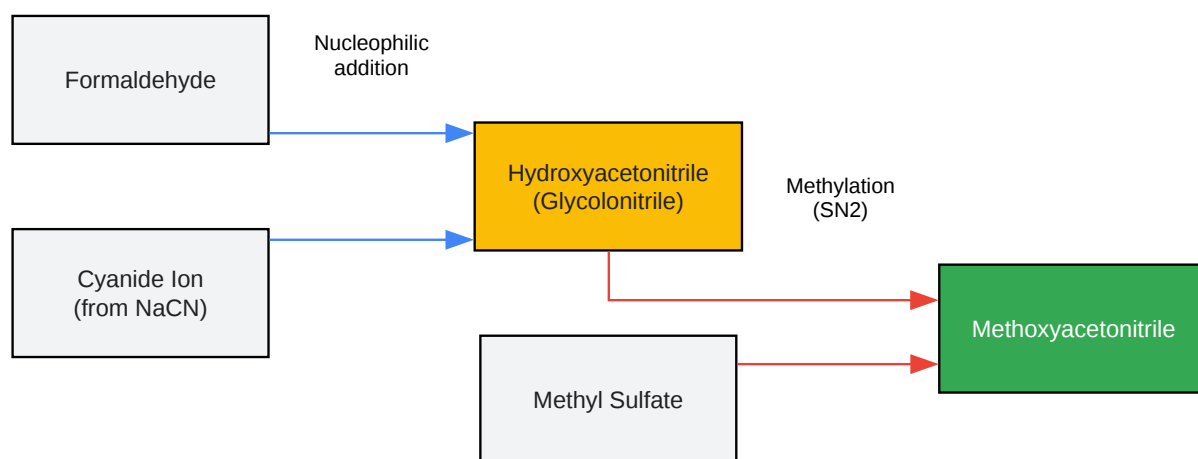 Formaldehyde
Nucleophilic
addition
Cyanide Ion
(from NaCN)
Hydroxyacetonitrile
(Glycolonitrile)
Methylation
(SN2)
Methyl Sulfate
Methoxyacetonitrile